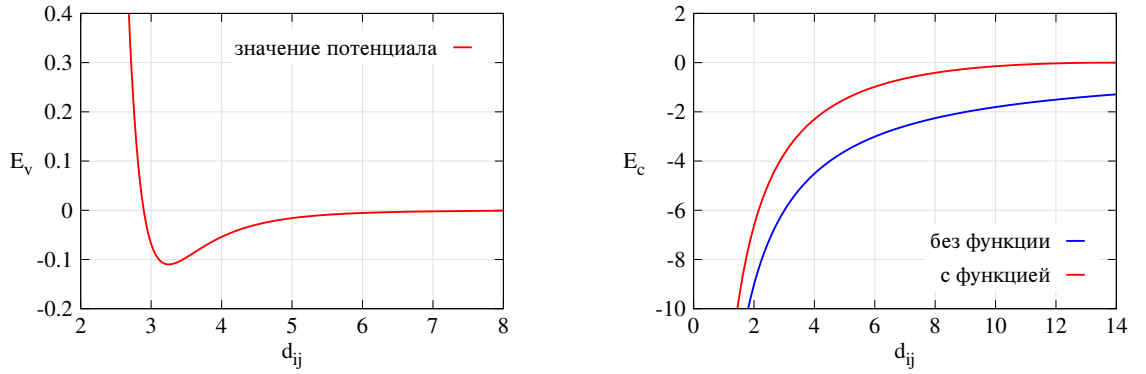 0.4
0.3
0.2
0.1
0
-0.1
-0.2
2 3 4 5 6 7 8
E_v
d_ij
значение потенциала
2
0
-2
-4
-6
-8
-10
0 2 4 6 8 10 12 14
E_c
d_ij
без функции
с функцией